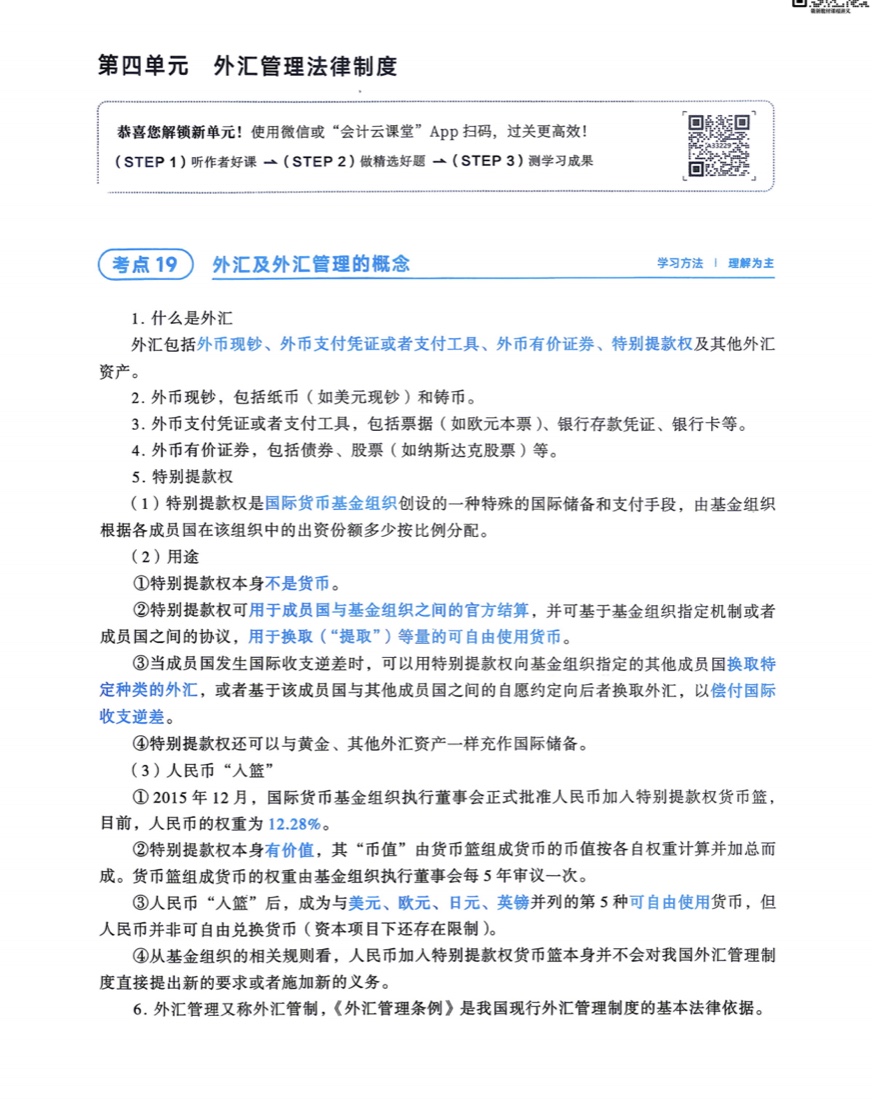 第四单元 外汇管理法律制度
恭喜您解锁新单元！使用微信或“会计云课堂”App 扫码，过关更高效！
（STEP 1）听作者好课 ⇀（STEP 2）做精选好题 ⇀（STEP 3）测学习成果
A33229
考点 19 外汇及外汇管理的概念 学习方法 | 理解为主
1. 什么是外汇
外汇包括外币现钞、外币支付凭证或者支付工具、外币有价证券、特别提款权及其他外汇
资产。
2. 外币现钞，包括纸币（如美元现钞）和铸币。
3. 外币支付凭证或者支付工具，包括票据（如欧元本票）、银行存款凭证、银行卡等。
4. 外币有价证券，包括债券、股票（如纳斯达克股票）等。
5. 特别提款权
（1）特别提款权是国际货币基金组织创设的一种特殊的国际储备和支付手段，由基金组织
根据各成员国在该组织中的出资份额多少按比例分配。
（2）用途
①特别提款权本身不是货币。
②特别提款权可用于成员国与基金组织之间的官方结算，并可基于基金组织指定机制或者
成员国之间的协议，用于换取（“提取”）等量的可自由使用货币。
③当成员国发生国际收支逆差时，可以用特别提款权向基金组织指定的其他成员国换取特
定种类的外汇，或者基于该成员国与其他成员国之间的自愿约定向后者换取外汇，以偿付国际
收支逆差。
④特别提款权还可以与黄金、其他外汇资产一样充作国际储备。
（3）人民币“入篮”
① 2015 年 12 月，国际货币基金组织执行董事会正式批准人民币加入特别提款权货币篮，
目前，人民币的权重为 12.28%。
②特别提款权本身有价值，其“币值”由货币篮组成货币的币值按各自权重计算并加总而
成。货币篮组成货币的权重由基金组织执行董事会每 5 年审议一次。
③人民币“入篮”后，成为与美元、欧元、日元、英镑并列的第 5 种可自由使用货币，但
人民币并非可自由兑换货币（资本项目下还存在限制）。
④从基金组织的相关规则看，人民币加入特别提款权货币篮本身并不会对我国外汇管理制
度直接提出新的要求或者施加新的义务。
6. 外汇管理又称外汇管制，《外汇管理条例》是我国现行外汇管理制度的基本法律依据。